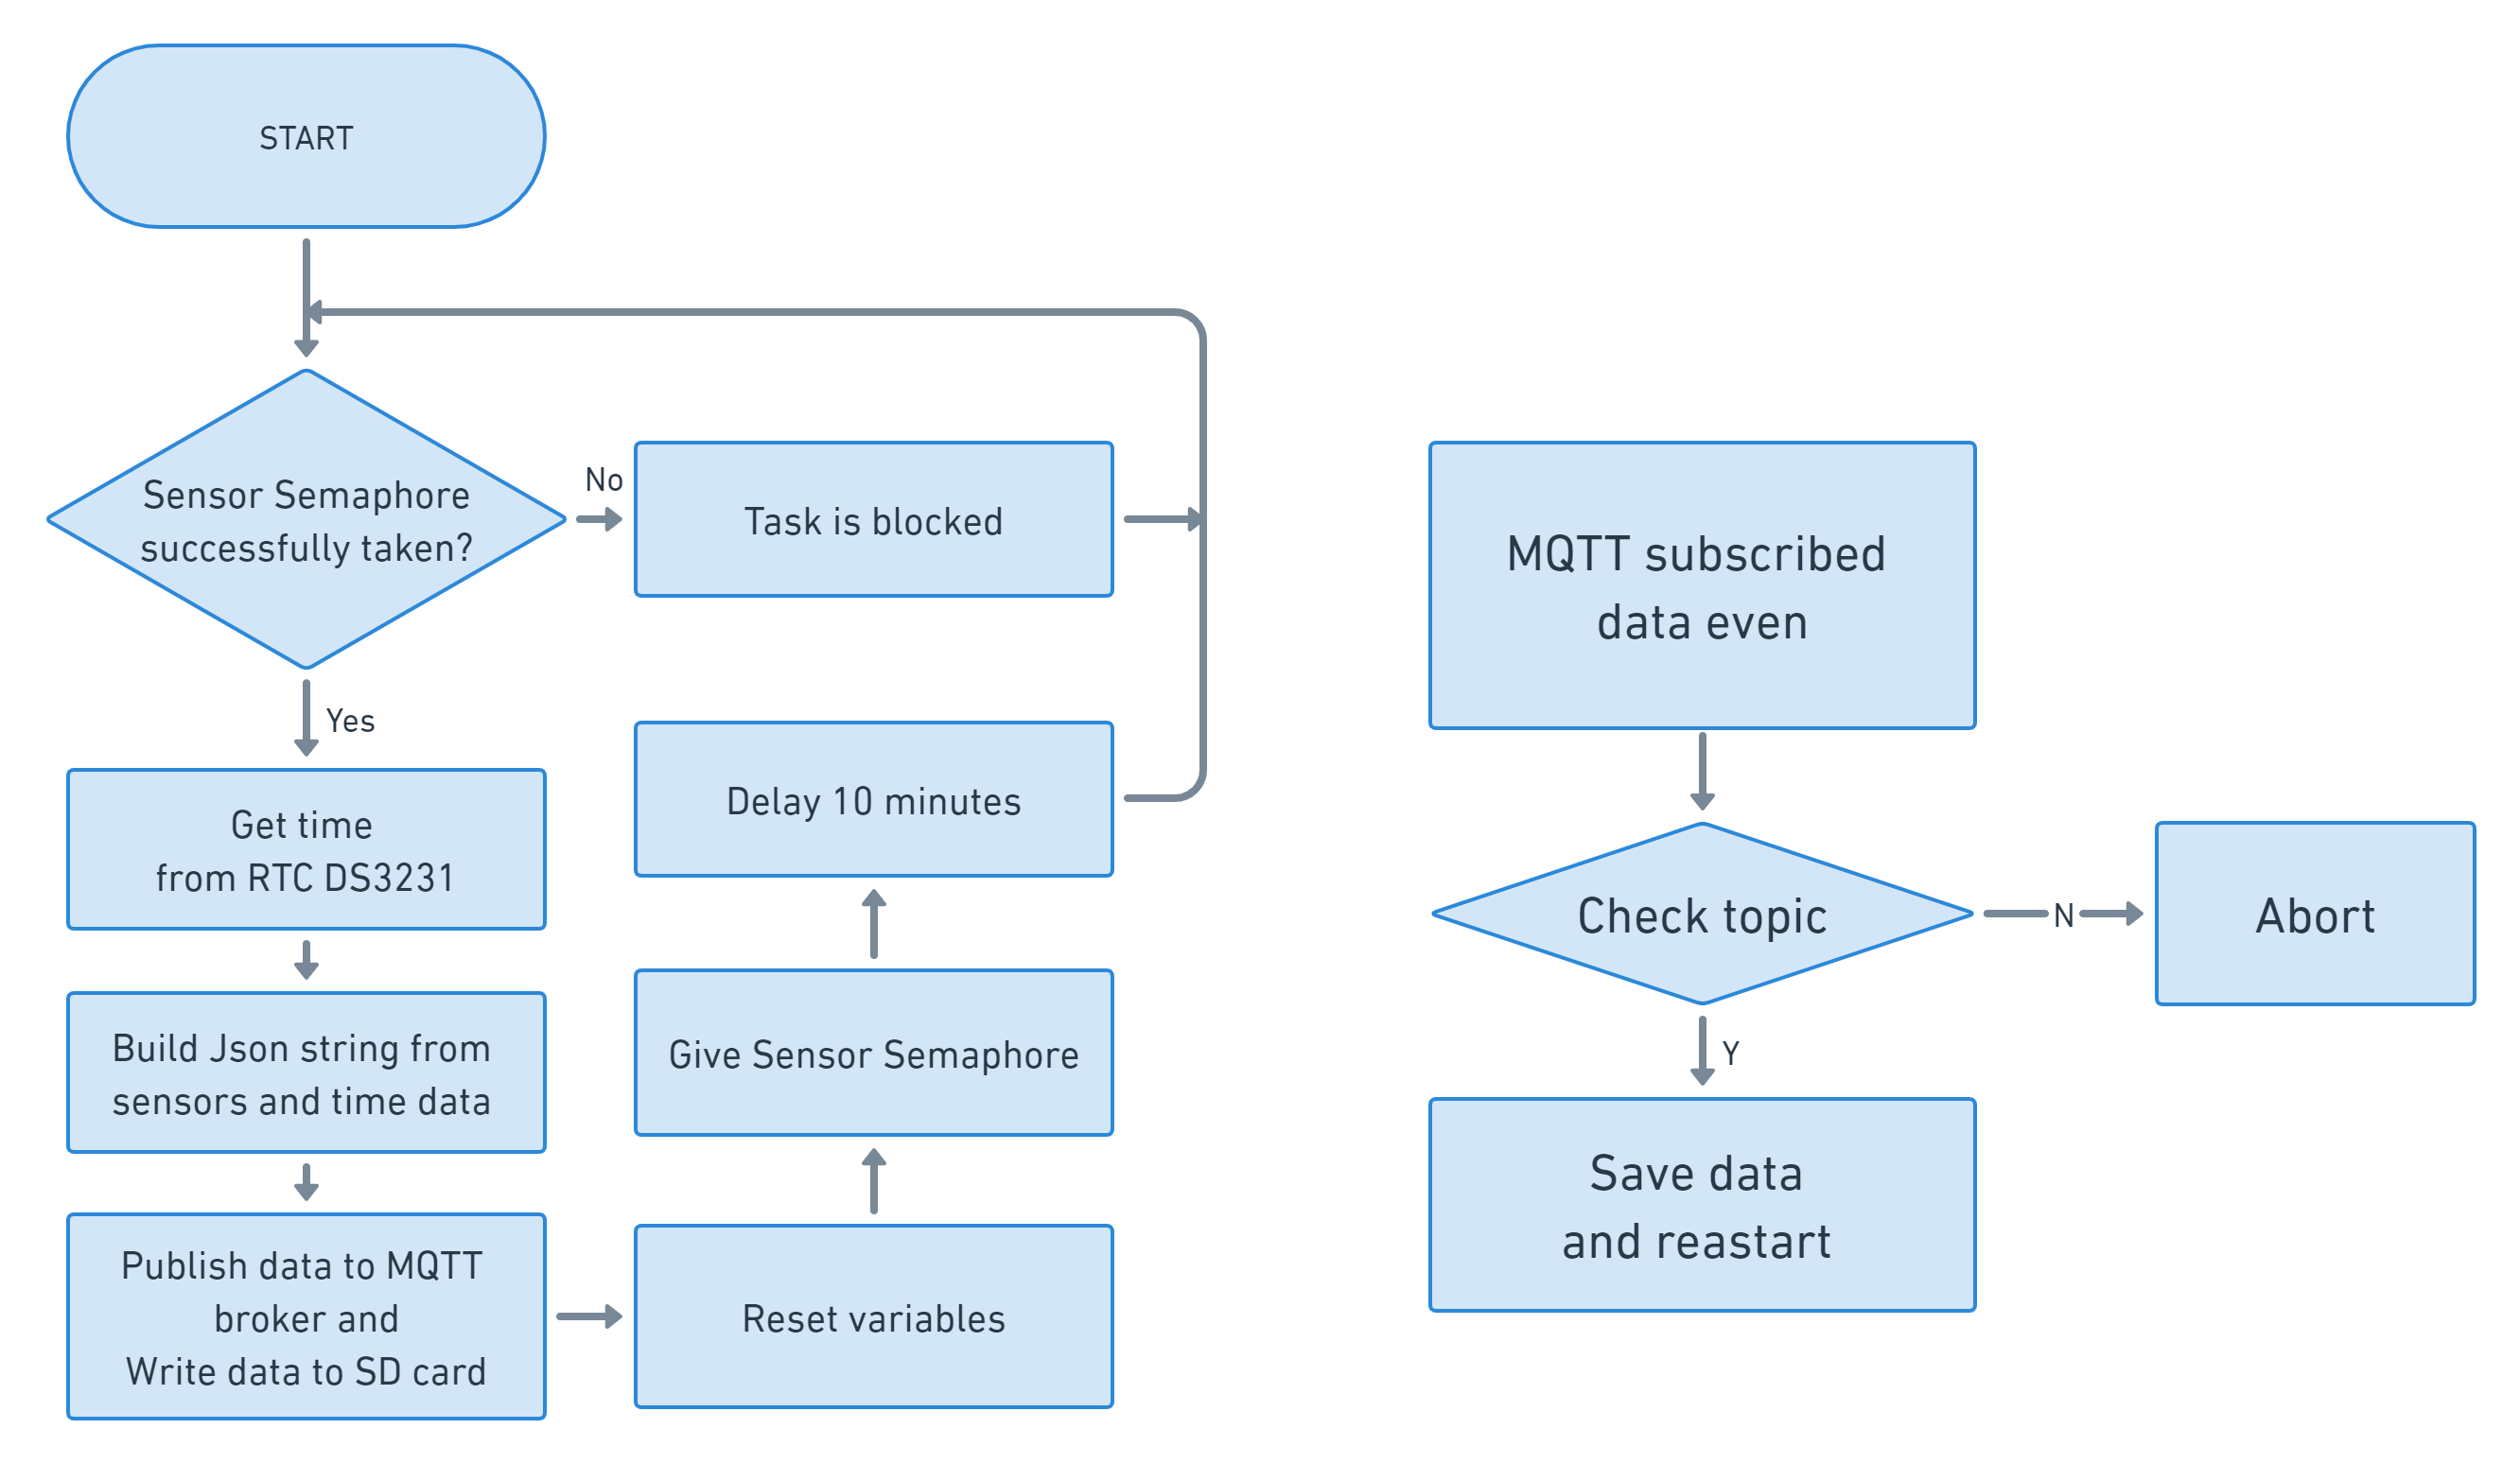 START
Sensor Semaphore
successfully taken?
No
Task is blocked
Yes
Get time
from RTC DS3231
Build Json string from
sensors and time data
Publish data to MQTT
broker and
Write data to SD card
Reset variables
Give Sensor Semaphore
Delay 10 minutes
MQTT subscribed
data even
Check topic
N
Abort
Y
Save data
and reastart